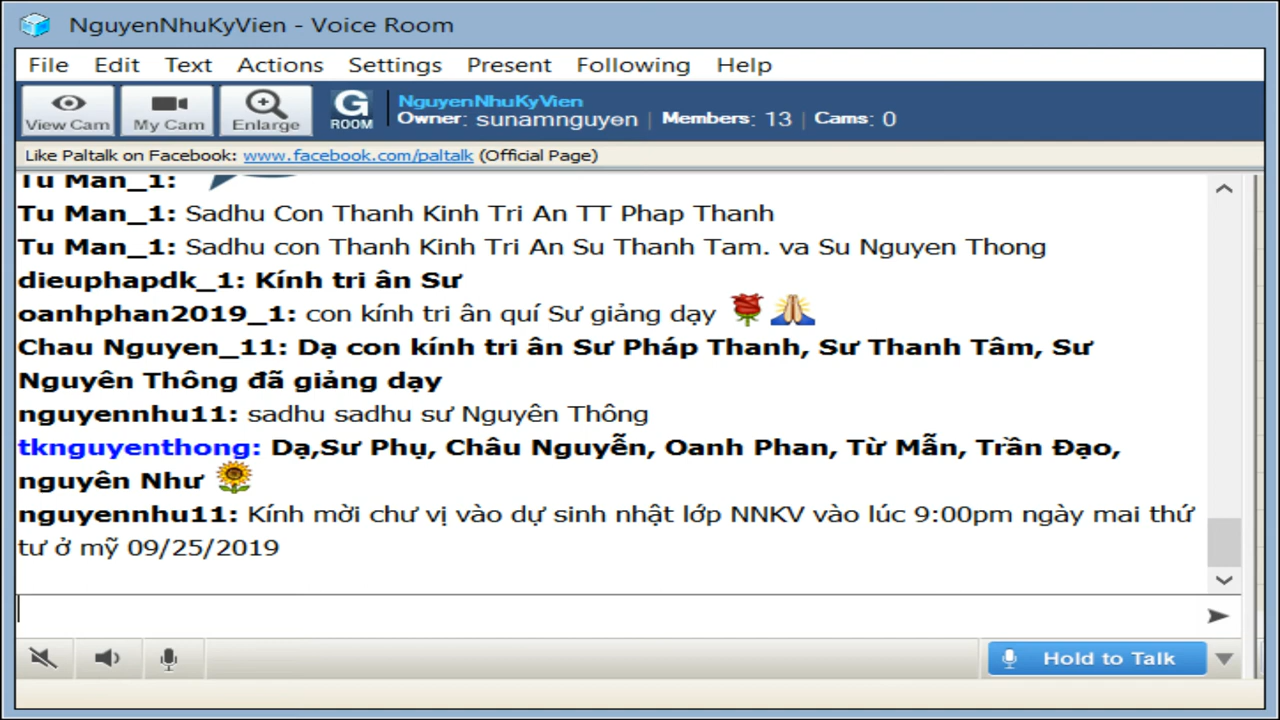 NguyenNhuKyVien - Voice Room
File Edit Text Actions Settings Present Following Help
View Cam My Cam Enlarge G ROOM
NguyenNhuKyVien
Owner: sunamnguyen | Members: 13 | Cams: 0
Like Paltalk on Facebook: www.facebook.com/paltalk (Official Page)
Tu Man_1:
Tu Man_1: Sadhu Con Thanh Kinh Tri An TT Phap Thanh
Tu Man_1: Sadhu con Thanh Kinh Tri An Su Thanh Tam. va Su Nguyen Thong
dieuphapdk_1: Kính tri ân Sư
oanhphan2019_1: con kính tri ân quí Sư giảng dạy
Chau Nguyen_11: Dạ con kính tri ân Sư Pháp Thanh, Sư Thanh Tâm, Sư
Nguyên Thông đã giảng dạy
nguyennhu11: sadhu sadhu sư Nguyên Thông
tknguyenthong: Dạ,Sư Phụ, Châu Nguyễn, Oanh Phan, Từ Mẫn, Trần Đạo,
nguyên Như
nguyennhu11: Kính mời chư vị vào dự sinh nhật lớp NNKV vào lúc 9:00pm ngày mai thứ
tư ở mỹ 09/25/2019
Hold to Talk